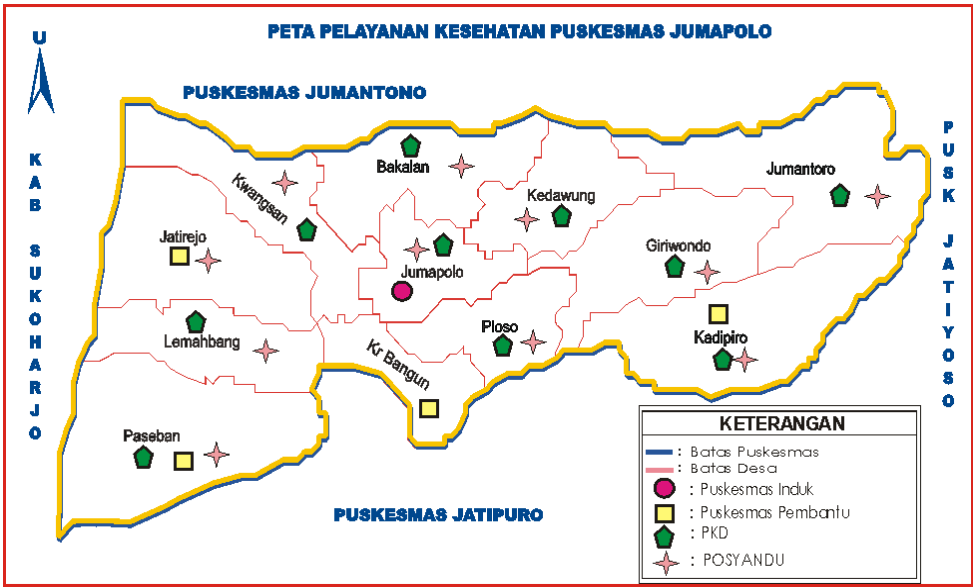 PETA PELAYANAN KESEHATAN PUSKESMAS JUMAPOLO
U
PUSKESMAS JUMANTONO
KAB SUKOHARJO
PUSK JATIYOSO
Bakalan
Kwangsan
Kedawung
Jumantoro
Jatirejo
Jumapolo
Giriwondo
Lemahbang
Ploso
Kadipiro
Kr Bangun
Paseban
PUSKESMAS JATIPURO
KETERANGAN
: Batas Puskesmas
: Batas Desa
: Puskesmas Induk
: Puskesmas Pembantu
: PKD
: POSYANDU